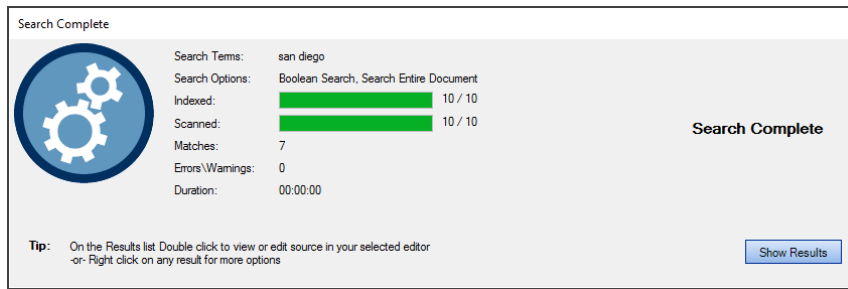 Search Complete
Search Terms: san diego
Search Options: Boolean Search, Search Entire Document
Indexed: 10 / 10
Scanned: 10 / 10
Search Complete
Matches: 7
Errors\Warnings: 0
Duration: 00:00:00
Tip: On the Results list Double click to view or edit source in your selected editor
-or- Right click on any result for more options
Show Results